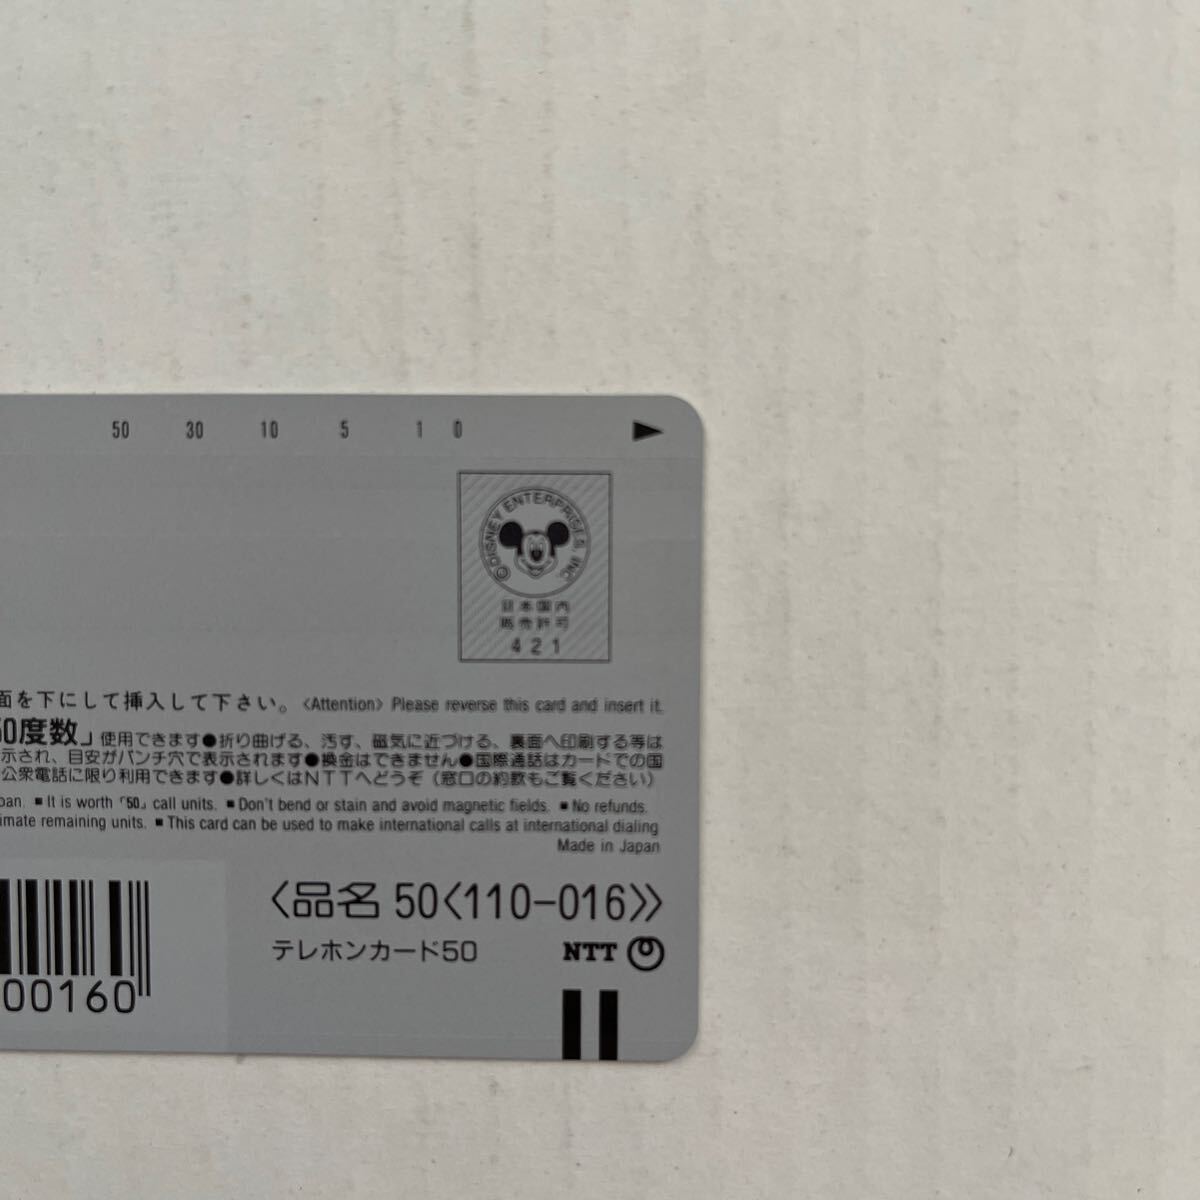 50 30 10 5 1 0 ▶
©DISNEY ENTERPRISES, INC.
日本国内
販売許可
421
面を下にして挿入して下さい。〈Attention〉Please reverse this card and insert it.
50度数」使用できます●折り曲げる、汚す、磁気に近づける、裏面へ印刷する等は
示され、目安がパンチ穴で表示されます●換金はできません●国際通話はカードでの国
公衆電話に限り利用できます●詳しくはNTTへどうぞ（窓口の約款もご覧ください）
pan. ■It is worth「50」call units. ■Don't bend or stain and avoid magnetic fields. ■No refunds.
imate remaining units. ■This card can be used to make international calls at international dialing
Made in Japan
〈品名 50〈110-016〉〉
テレホンカード50 NTT
00160